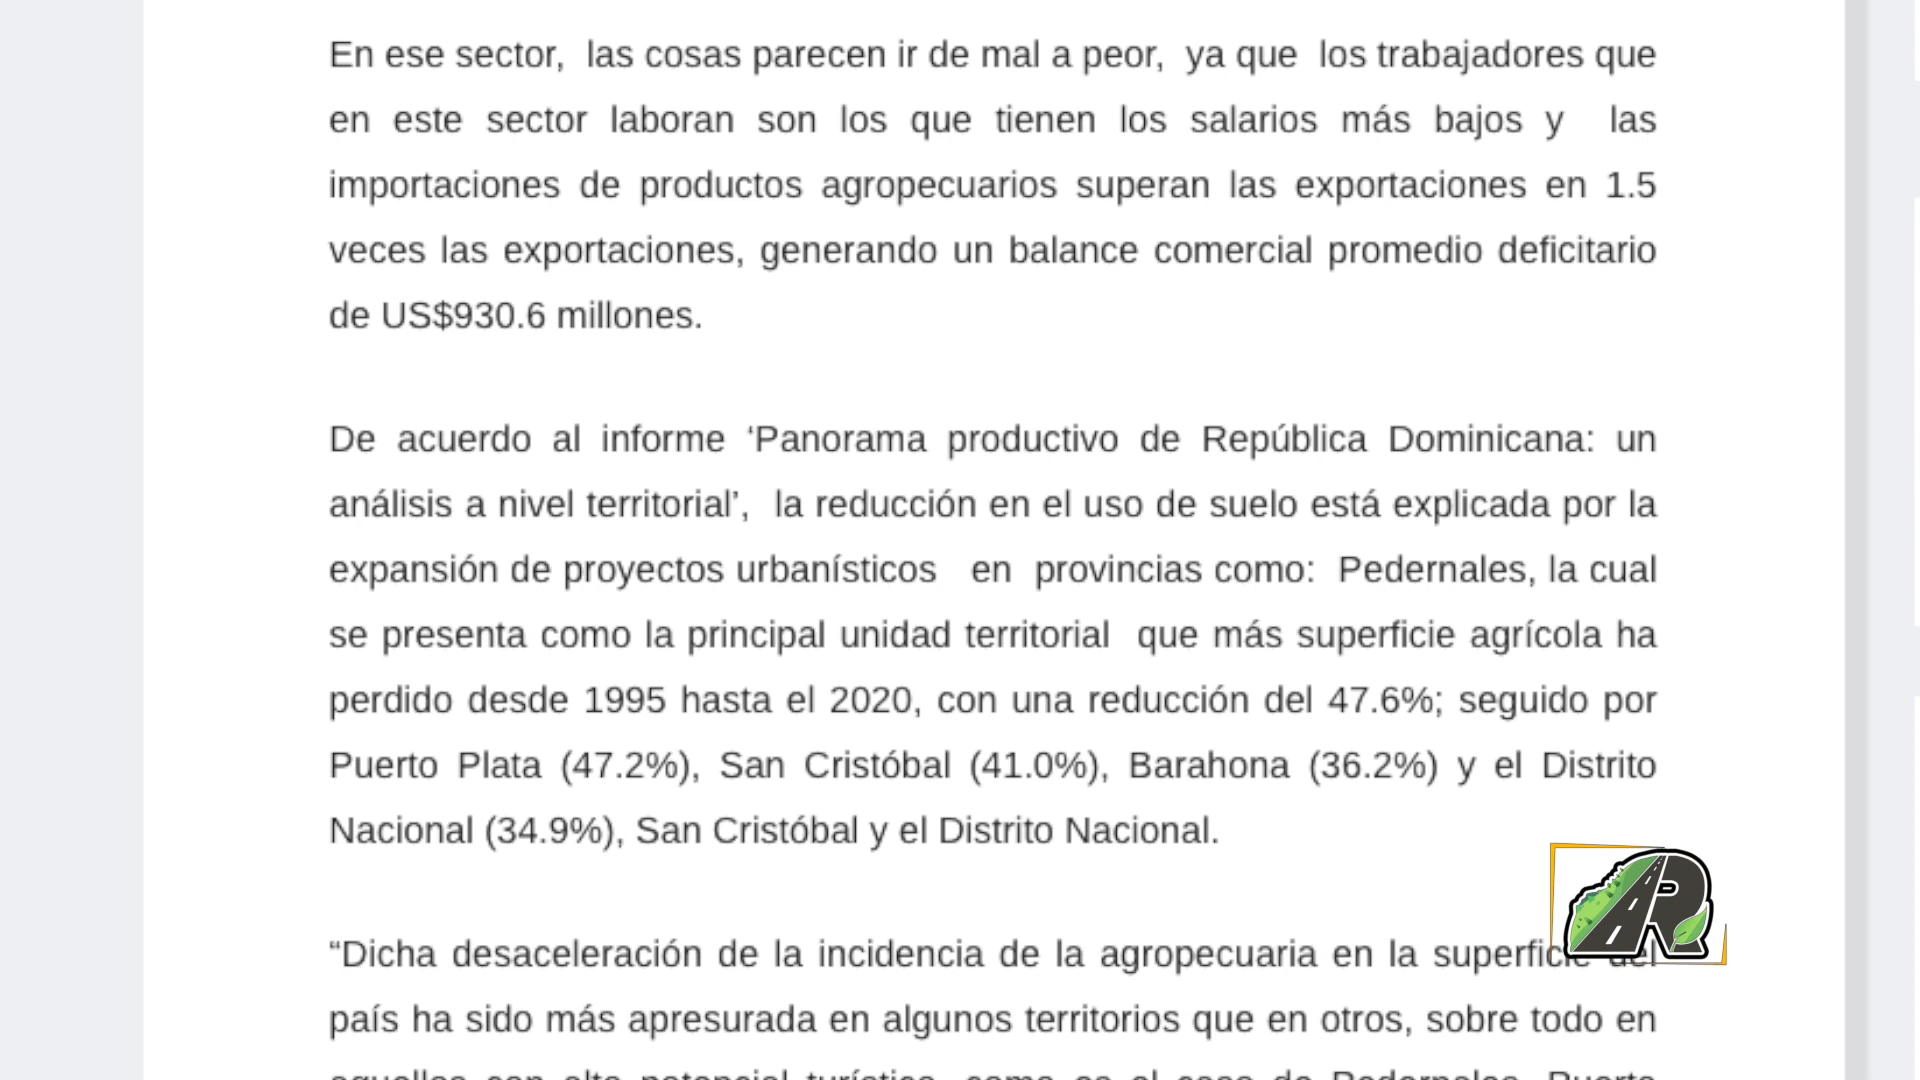 En ese sector, las cosas parecen ir de mal a peor, ya que los trabajadores que
en este sector laboran son los que tienen los salarios más bajos y las
importaciones de productos agropecuarios superan las exportaciones en 1.5
veces las exportaciones, generando un balance comercial promedio deficitario
de US$930.6 millones.
De acuerdo al informe ‘Panorama productivo de República Dominicana: un
análisis a nivel territorial’, la reducción en el uso de suelo está explicada por la
expansión de proyectos urbanísticos en provincias como: Pedernales, la cual
se presenta como la principal unidad territorial que más superficie agrícola ha
perdido desde 1995 hasta el 2020, con una reducción del 47.6%; seguido por
Puerto Plata (47.2%), San Cristóbal (41.0%), Barahona (36.2%) y el Distrito
Nacional (34.9%), San Cristóbal y el Distrito Nacional.
R
“Dicha desaceleración de la incidencia de la agropecuaria en la superficie del
país ha sido más apresurada en algunos territorios que en otros, sobre todo en